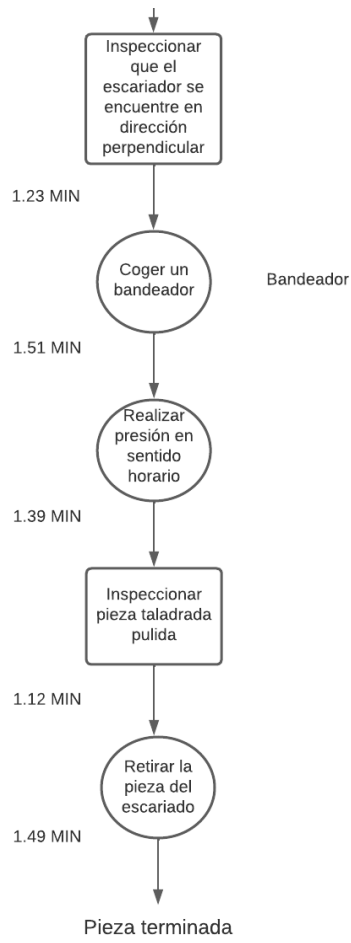 Inspeccionar
que el
escariador se
encuentre en
dirección
perpendicular
1.23 MIN
Coger un
bandeador
Bandeador
1.51 MIN
Realizar
presión en
sentido
horario
1.39 MIN
Inspeccionar
pieza taladrada
pulida
1.12 MIN
Retirar la
pieza del
escariado
1.49 MIN
Pieza terminada